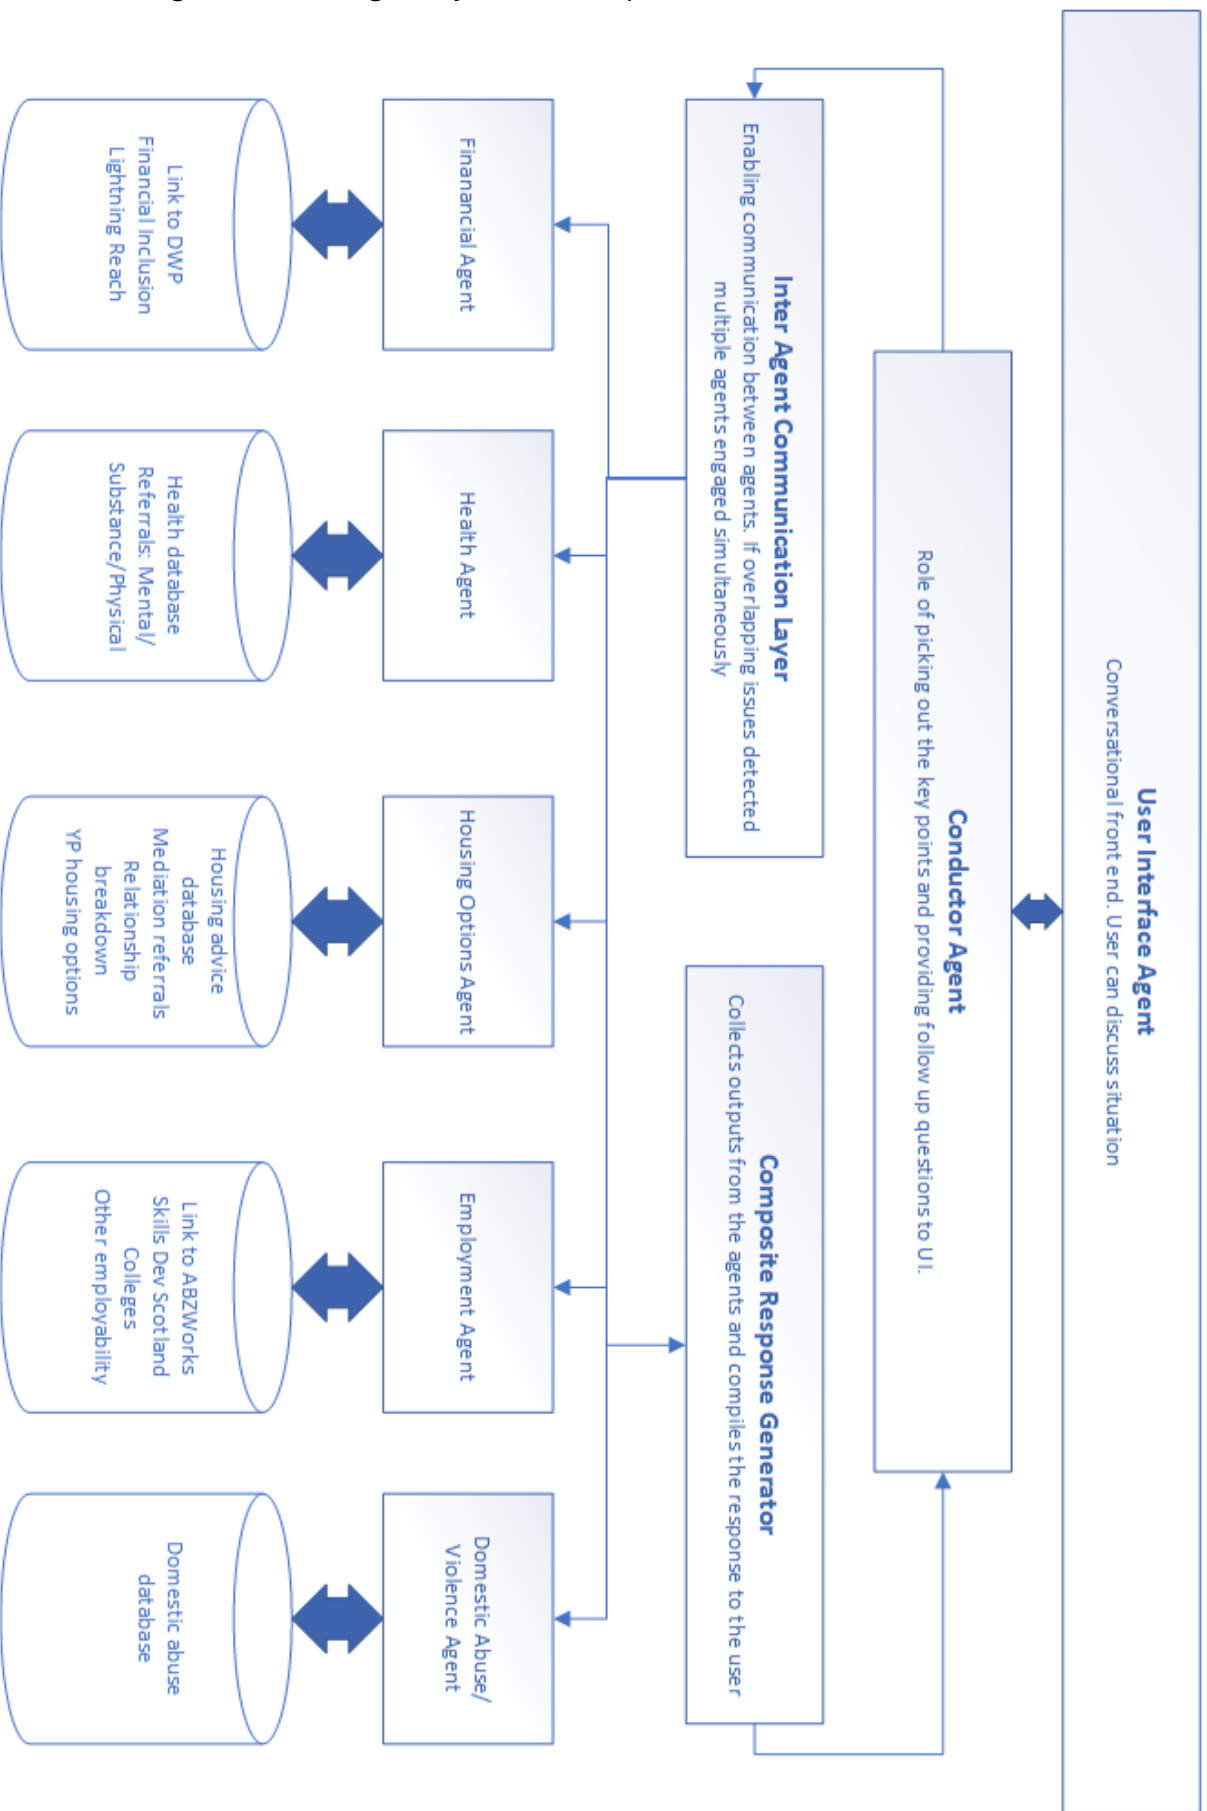 User Interface Agent
Conversational front end. User can discuss situation
Conductor Agent
Role of picking out the key points and providing follow up questions to UI.
Inter Agent Communication Layer
Enabling communication between agents. If overlapping issues detected
multiple agents engaged simultaneously
Composite Response Generator
Collects outputs from the agents and compiles the response to the user
Finanancial Agent
Health Agent
Housing Options Agent
Employment Agent
Domestic Abuse/
Violence Agent
Link to DWP
Financial Inclusion
Lightning Reach
Health database
Referrals: Mental/
Substance/Physical
Housing advice
database
Mediation referrals
Relationship
breakdown
YP housing options
Link to ABZWorks
Skills Dev Scotland
Colleges
Other employability
Domestic abuse
database